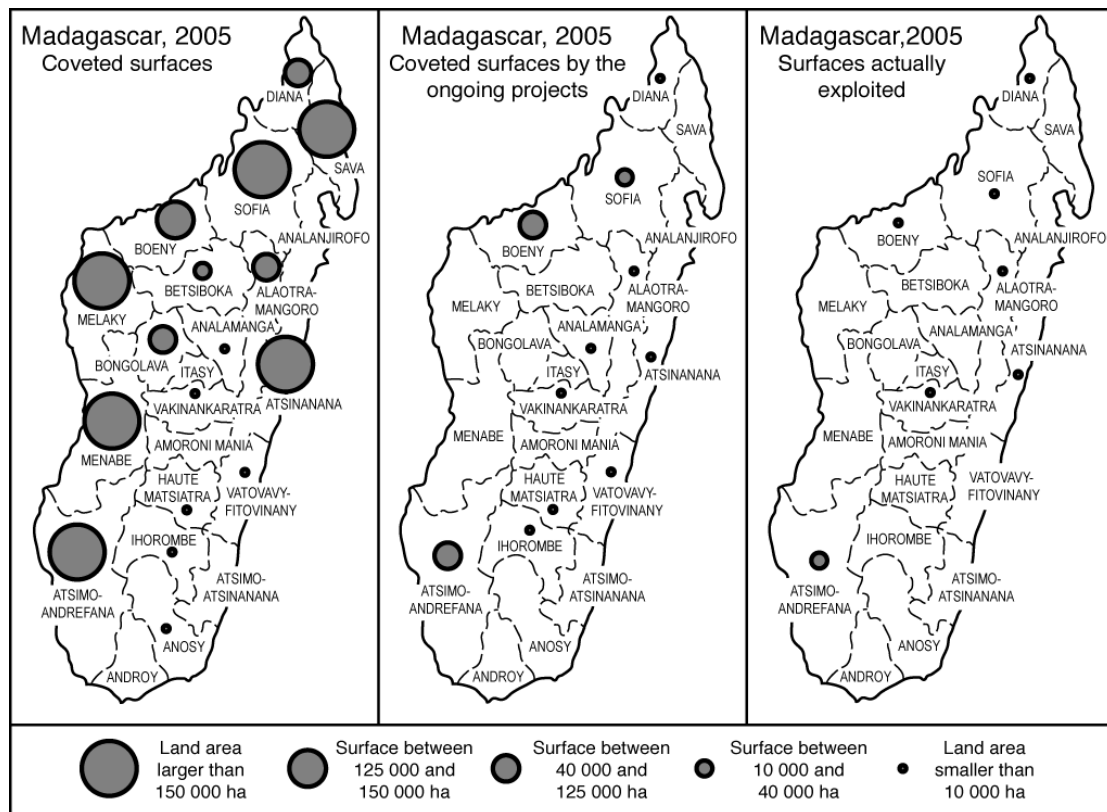 Madagascar, 2005
Coveted surfaces
DIANA
SAVA
SOFIA
ANALANJIROFO
BOENY
BETSIBOKA
ALAOTRA-
MANGORO
MELAKY
ANALAMANGA
BONGOLAVA
ITASY
ATSINANANA
VAKINANKARATRA
AMORONI MANIA
MENABE
HAUTE
MATSIATRA
VATOVAVY-
FITOVINANY
IHOROMBE
ATSIMO-
ANDREFANA
ATSIMO-
ATSINANANA
ANOSY
ANDROY
Madagascar, 2005
Coveted surfaces by the
ongoing projects
DIANA
SAVA
SOFIA
ANALANJIROFO
BOENY
ALAOTRA-
MANGORO
BETSIBOKA
MELAKY
ANALAMANGA
BONGOLAVA
ITASY
ATSINANANA
VAKINANKARATRA
MENABE
AMORONI MANIA
HAUTE
MATSIATRA
VATOVAVY-
FITOVINANY
IHOROMBE
ATSIMO-
ANDREFANA
ATSIMO-
ATSINANANA
ANOSY
ANDROY
Madagascar,2005
Surfaces actually
exploited
DIANA
SAVA
SOFIA
ANALANJIROFO
BOENY
ALAOTRA-
MANGORO
BETSIBOKA
MELAKY
ANALAMANGA
BONGOLAVA
ATSINANANA
ITASY
VAKINANKARATRA
MENABE
AMORONI MANIA
HAUTE
MATSIATRA
VATOVAVY-
FITOVINANY
IHOROMBE
ATSIMO-
ANDREFANA
ATSIMO-
ATSINANANA
ANOSY
ANDROY
Land area
larger than
150 000 ha
Surface between
125 000 and
150 000 ha
Surface between
40 000 and
125 000 ha
Surface between
10 000 and
40 000 ha
Land area
smaller than
10 000 ha